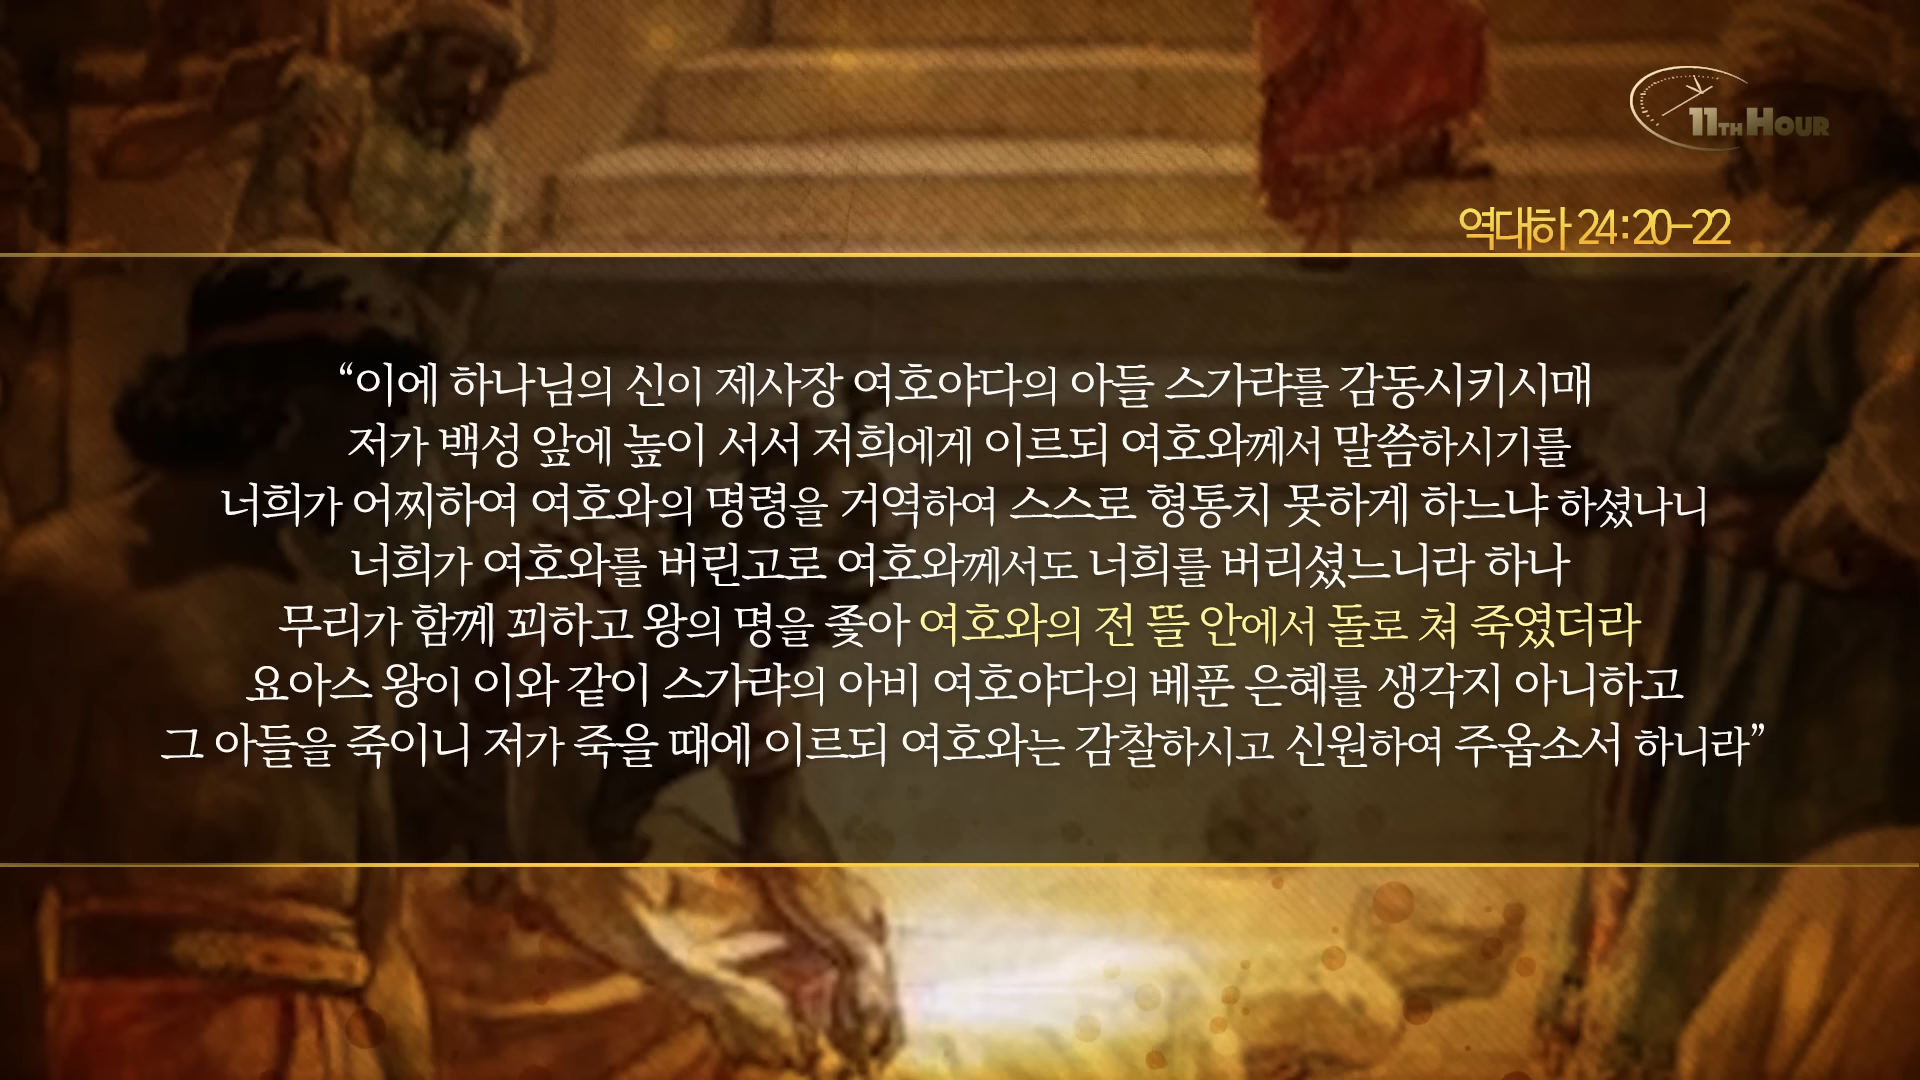 11TH HOUR
역대하 24:20-22
“이에 하나님의 신이 제사장 여호야다의 아들 스가랴를 감동시키시매
저가 백성 앞에 높이 서서 저희에게 이르되 여호와께서 말씀하시기를
너희가 어찌하여 여호와의 명령을 거역하여 스스로 형통치 못하게 하느냐 하셨나니
너희가 여호와를 버린고로 여호와께서도 너희를 버리셨느니라 하나
무리가 함께 꾀하고 왕의 명을 좇아 여호와의 전 뜰 안에서 돌로 쳐 죽였더라
요아스 왕이 이와 같이 스가랴의 아비 여호야다의 베푼 은혜를 생각지 아니하고
그 아들을 죽이니 저가 죽을 때에 이르되 여호와는 감찰하시고 신원하여 주옵소서 하니라”